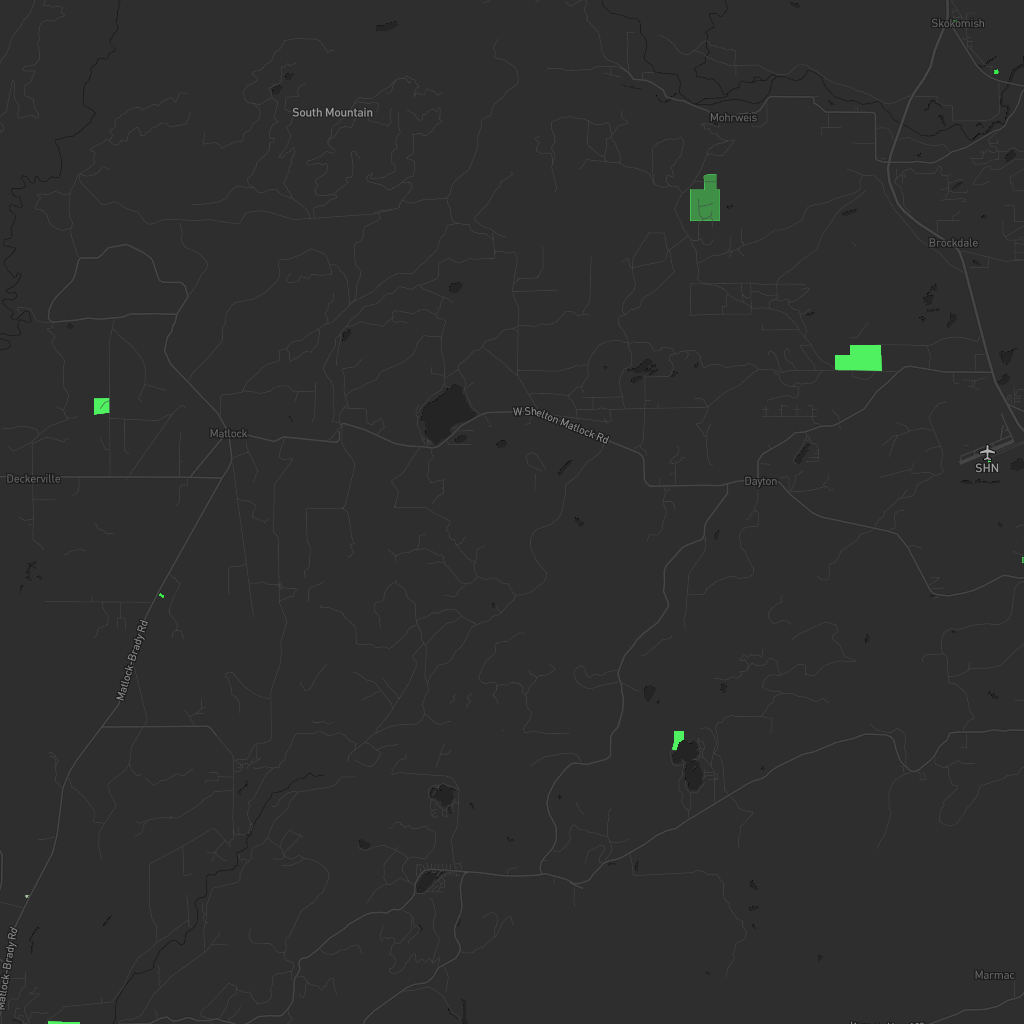 Skokomish
South Mountain
Mohrweis
Brockdale
W Shelton Matlock Rd
Matlock
SHN
Deckerville
Dayton
Matlock-Brady Rd
Matlock-Brady Rd
Marmac